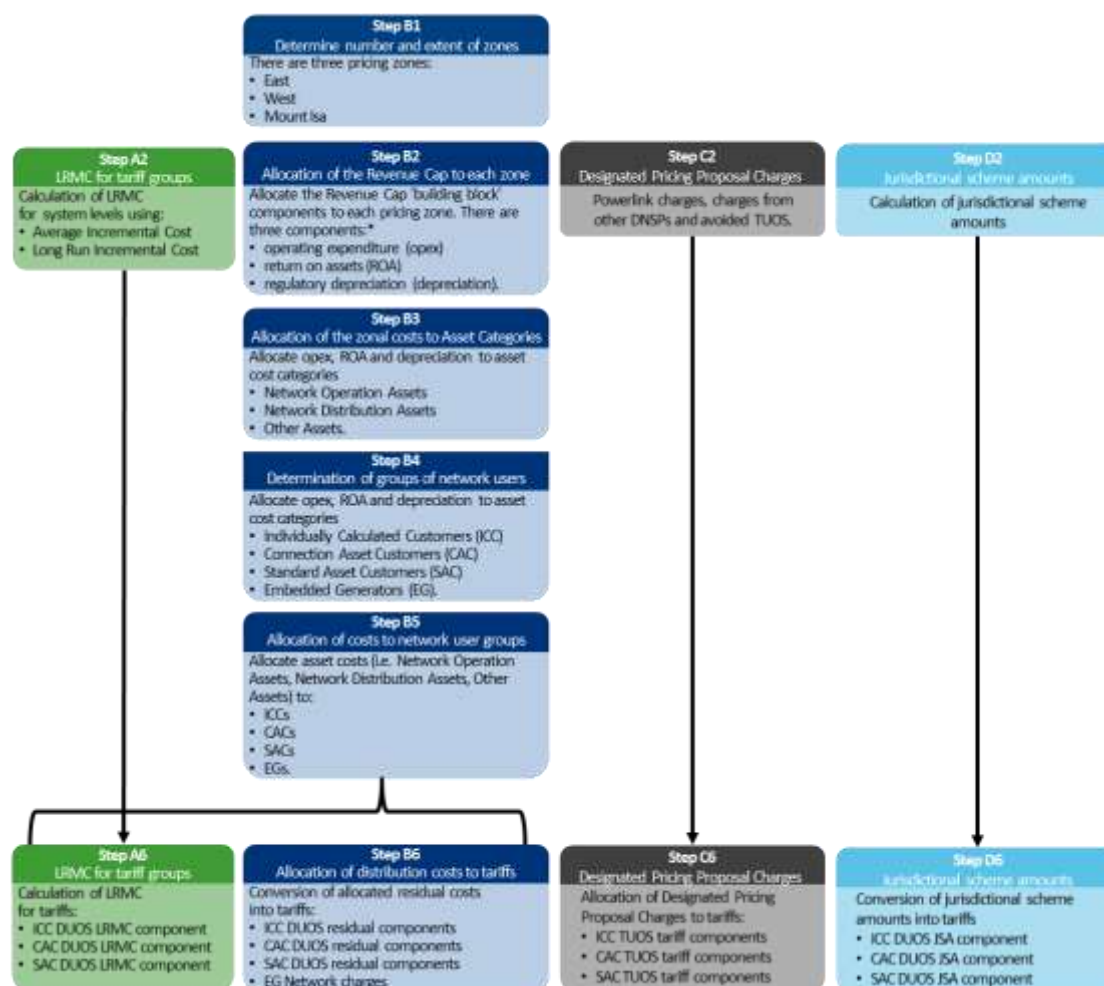 Step B1
Determine number and extent of zones
There are three pricing zones:
• East
• West
• Mount Isa
Step A2
LRMC for tariff groups
Calculation of LRMC
for system levels using:
• Average Incremental Cost
• Long Run Incremental Cost
Step B2
Allocation of the Revenue Cap to each zone
Allocate the Revenue Cap 'building block'
components to each pricing zone. There are
three components:*
• operating expenditure (opex)
• return on assets (ROA)
• regulatory depreciation (depreciation).
Step C2
Designated Pricing Proposal Charges
Powerlink charges, charges from
other DNSPs and avoided TUOS.
Step D2
Jurisdictional scheme amounts
Calculation of jurisdictional scheme
amounts
Step B3
Allocation of the zonal costs to Asset Categories
Allocate opex, ROA and depreciation to asset
cost categories
• Network Operation Assets
• Network Distribution Assets
• Other Assets.
Step B4
Determination of groups of network users
Allocate opex, ROA and depreciation to asset
cost categories
• Individually Calculated Customers (ICC)
• Connection Asset Customers (CAC)
• Standard Asset Customers (SAC)
• Embedded Generators (EG).
Step B5
Allocation of costs to network user groups
Allocate asset costs (i.e. Network Operation
Assets, Network Distribution Assets, Other
Assets) to:
• ICCs
• CACs
• SACs
• EGs.
Step A6
LRMC for tariff groups
Calculation of LRMC
for tariffs:
• ICC DUOS LRMC component
• CAC DUOS LRMC component
• SAC DUOS LRMC component
Step B6
Allocation of distribution costs to tariffs
Conversion of allocated residual costs
into tariffs:
• ICC DUOS residual components
• CAC DUOS residual components
• SAC DUOS residual components
• EG Network charges
Step C6
Designated Pricing Proposal Charges
Allocation of Designated Pricing
Proposal Charges to tariffs:
• ICC TUOS tariff components
• CAC TUOS tariff components
• SAC TUOS tariff components
Step D6
Jurisdictional scheme amounts
Conversion of jurisdictional scheme
amounts into tariffs
• ICC DUOS JSA component
• CAC DUOS JSA component
• SAC DUOS JSA component